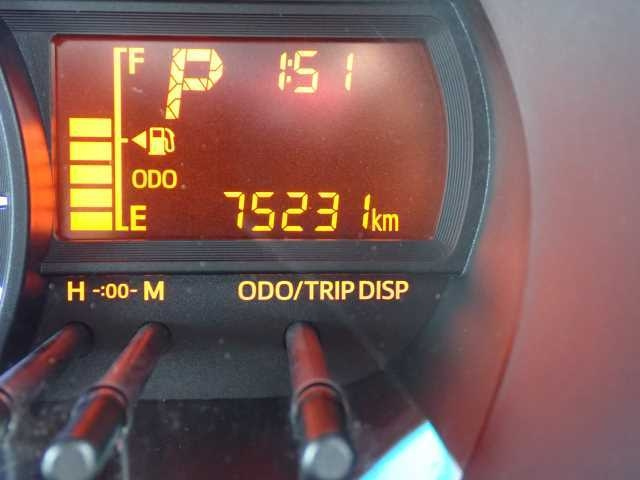 F P 1:51
ODO
E 75231km
H -:00- M ODO/TRIP DISP